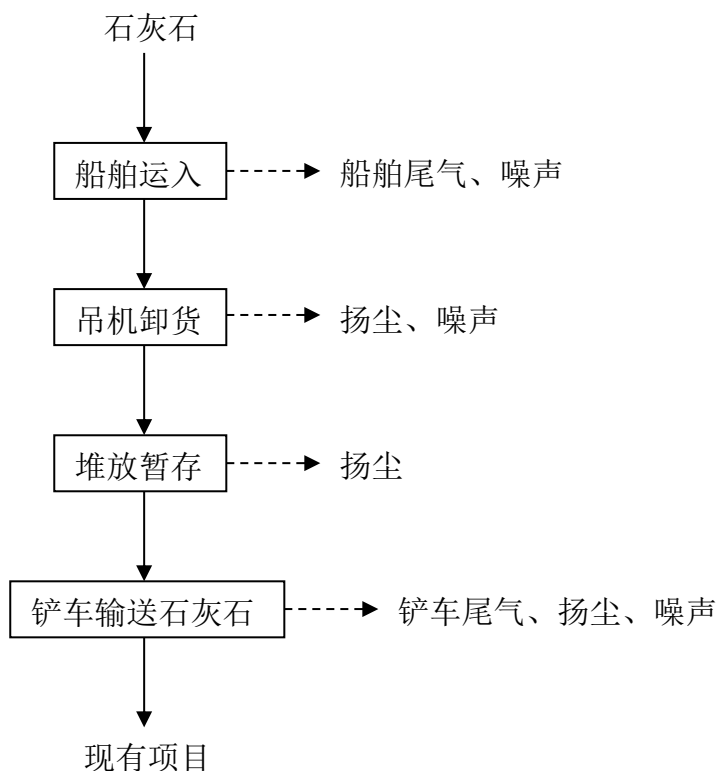 石灰石
船舶运入
船舶尾气、噪声
吊机卸货
扬尘、噪声
堆放暂存
扬尘
铲车输送石灰石
铲车尾气、扬尘、噪声
现有项目